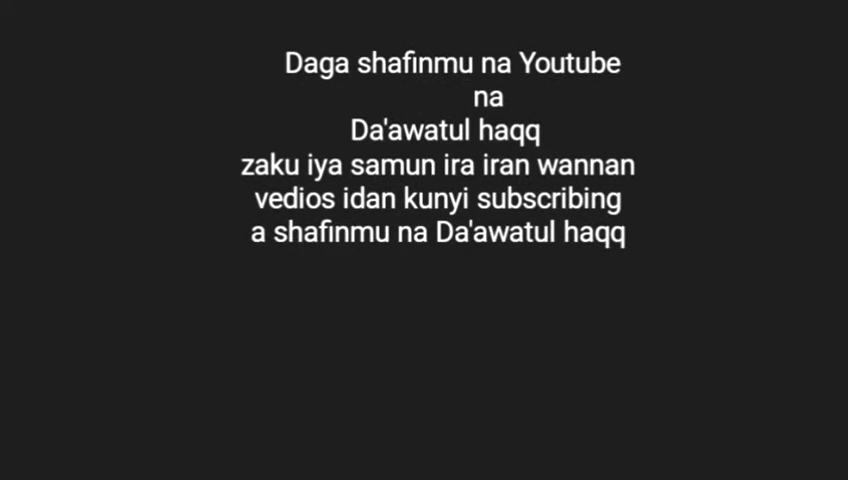 Daga shafinmu na Youtube
na
Da'awatul haqq
zaku iya samun ira iran wannan
vedios idan kunyi subscribing
a shafinmu na Da'awatul haqq